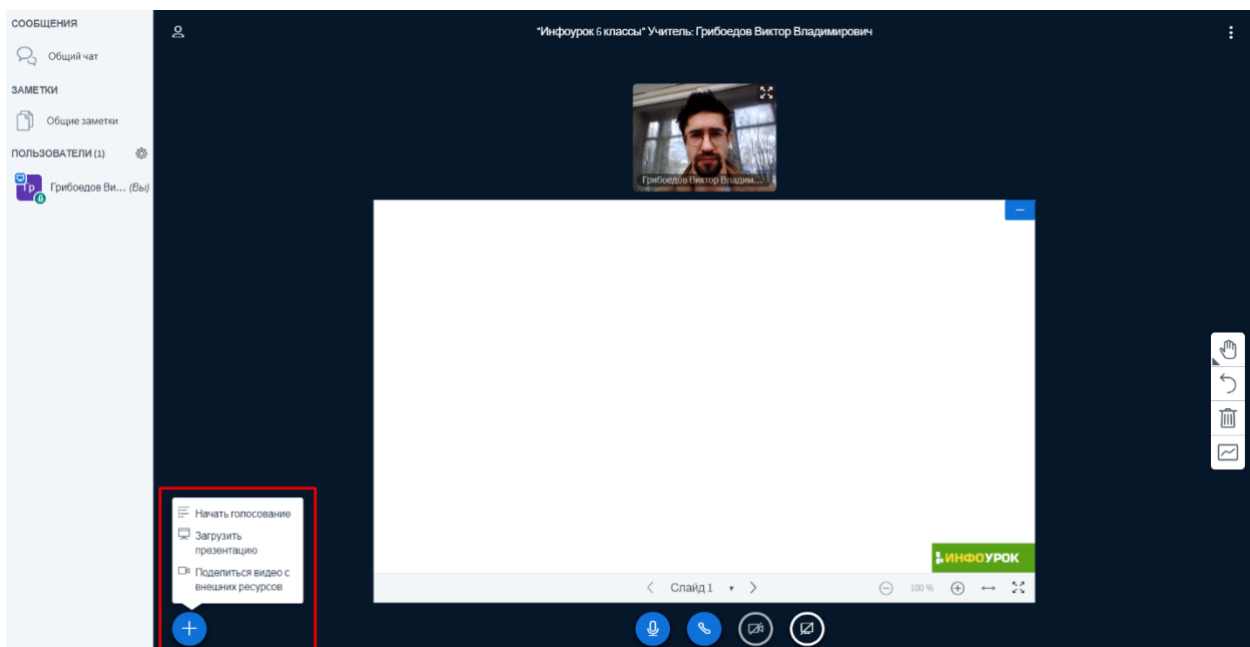 СООБЩЕНИЯ
Общий чат
ЗАМЕТКИ
Общие заметки
ПОЛЬЗОВАТЕЛИ (1)
Гр
Грибоедов Ви... (Вы)
"Инфоурок 6 классы" Учитель: Грибоедов Виктор Владимирович
Грибоедов Виктор Владим...
Начать голосование
Загрузить
презентацию
Поделиться видео с
внешних ресурсов
ИНФОУРОК
Слайд 1
100 %